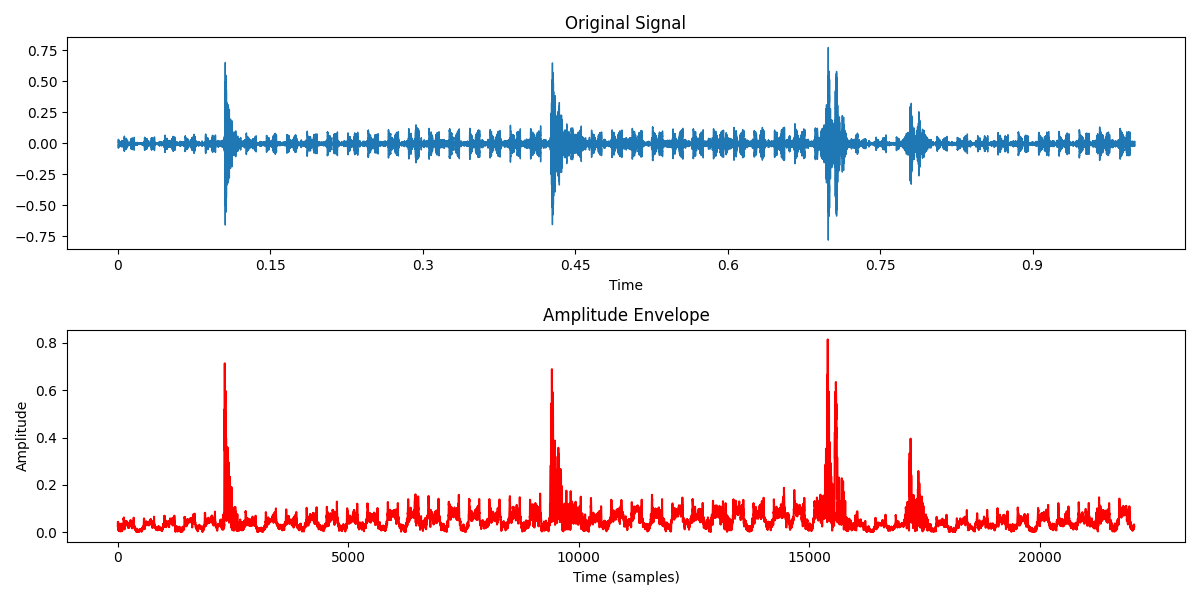 Original Signal
0.75
0.50
0.25
0.00
−0.25
−0.50
−0.75
0 0.15 0.3 0.45 0.6 0.75 0.9
Time
Amplitude Envelope
Amplitude
0.8
0.6
0.4
0.2
0.0
0 5000 10000 15000 20000
Time (samples)